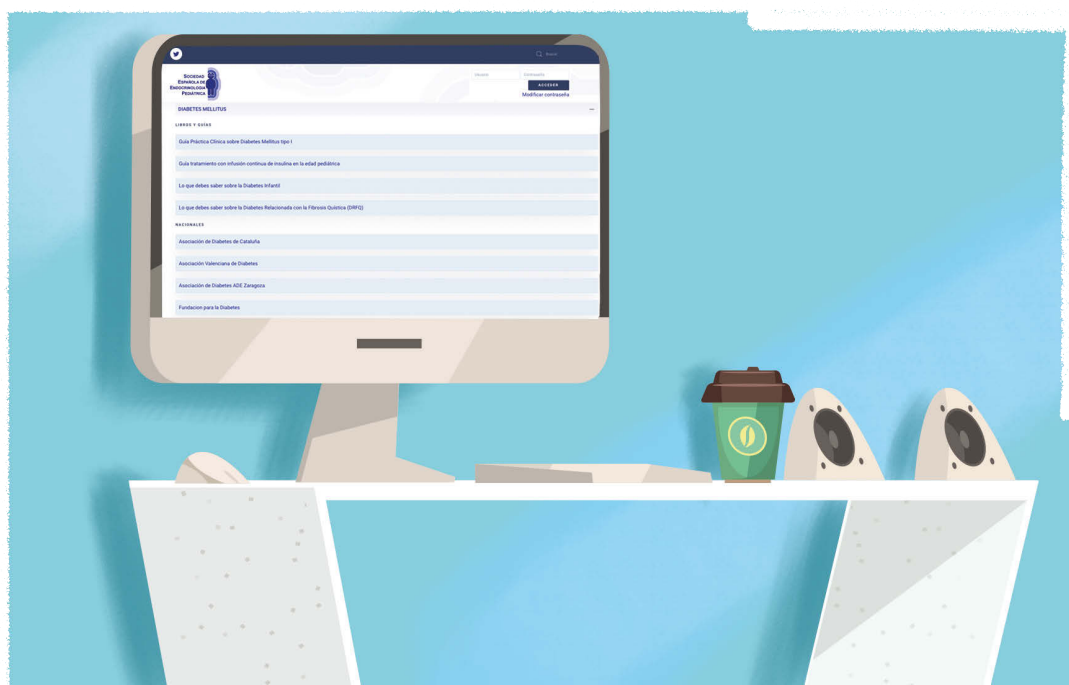 Buscar
SOCIEDAD
ESPAÑOLA DE
ENDOCRINOLOGÍA
PEDIÁTRICA
Usuario
Contraseña
ACCEDER
Modificar contraseña
DIABETES MELLITUS
LIBROS Y GUÍAS
Guía Práctica Clínica sobre Diabetes Mellitus tipo I
Guía tratamiento con infusión continua de insulina en la edad pediátrica
Lo que debes saber sobre la Diabetes Infantil
Lo que debes saber sobre la Diabetes Relacionada con la Fibrosis Quística (DRFQ)
NACIONALES
Asociación de Diabetes de Cataluña
Asociación Valenciana de Diabetes
Asociación de Diabetes ADE Zaragoza
Fundacion para la Diabetes